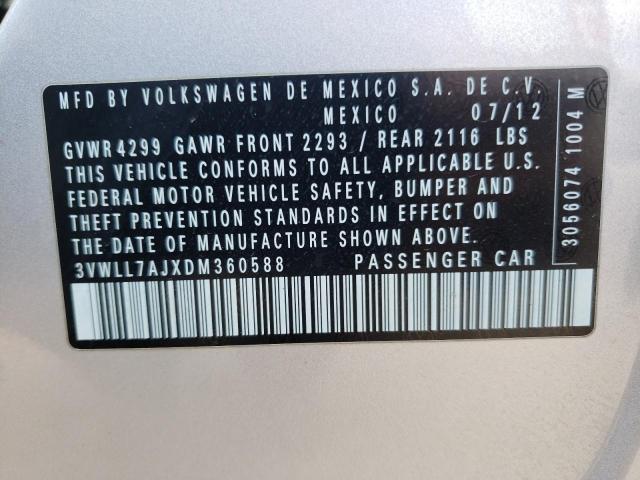 MFD BY VOLKSWAGEN DE MEXICO S.A. DE C.V.
MEXICO 07/12
GVWR 4299 GAWR FRONT 2293 / REAR 2116 LBS
THIS VEHICLE CONFORMS TO ALL APPLICABLE U.S.
FEDERAL MOTOR VEHICLE SAFETY, BUMPER AND
THEFT PREVENTION STANDARDS IN EFFECT ON
THE DATE OF MANUFACTURE SHOWN ABOVE.
3VWLL7AJXDM360588 PASSENGER CAR
3056074 1004 M